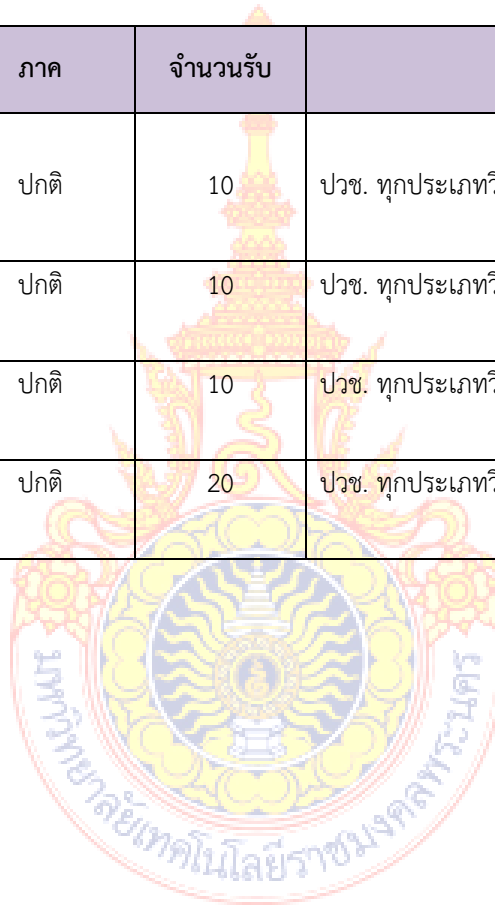 ภาค จำนวนรับ
ปกติ 10 ปวช. ทุกประเภทวิ
ปกติ 10 ปวช. ทุกประเภทวิ
ปกติ 10 ปวช. ทุกประเภทวิ
ปกติ 20 ปวช. ทุกประเภทวิ
มหาวิทยาลัยเทคโนโลยีราชมงคลพระนคร